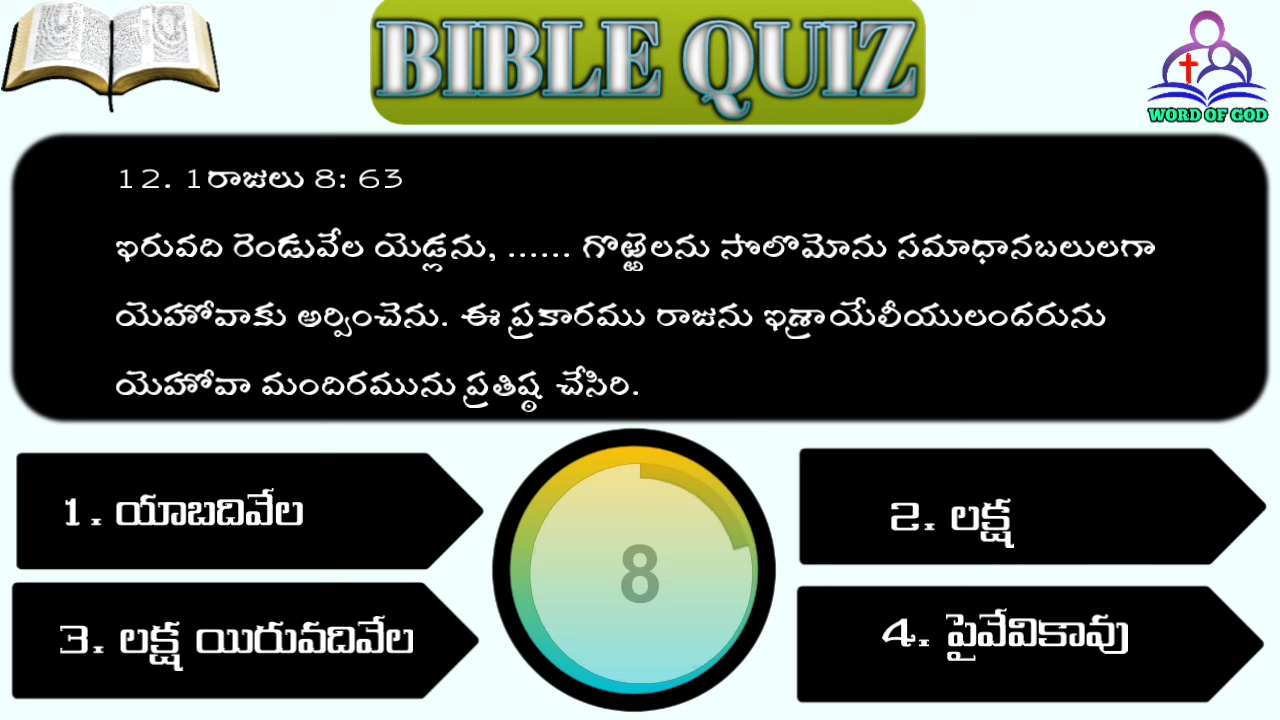 BIBLE QUIZ
WORD OF GOD
12. 1రాజులు 8: 63
ఇరువది రెండువేల యెడ్లను, ...... గొఱ్ఱెలను సొలొమోను సమాధానబలులగా
యెహోవాకు అర్పించెను. ఈ ప్రకారము రాజును ఇశ్రాయేలీయులందరును
యెహోవా మందిరమును ప్రతిష్ఠ చేసిరి.
1. యాబదివేల
2. లక్ష
8
3. లక్ష యిరువదివేల
4. పైవేవికావు